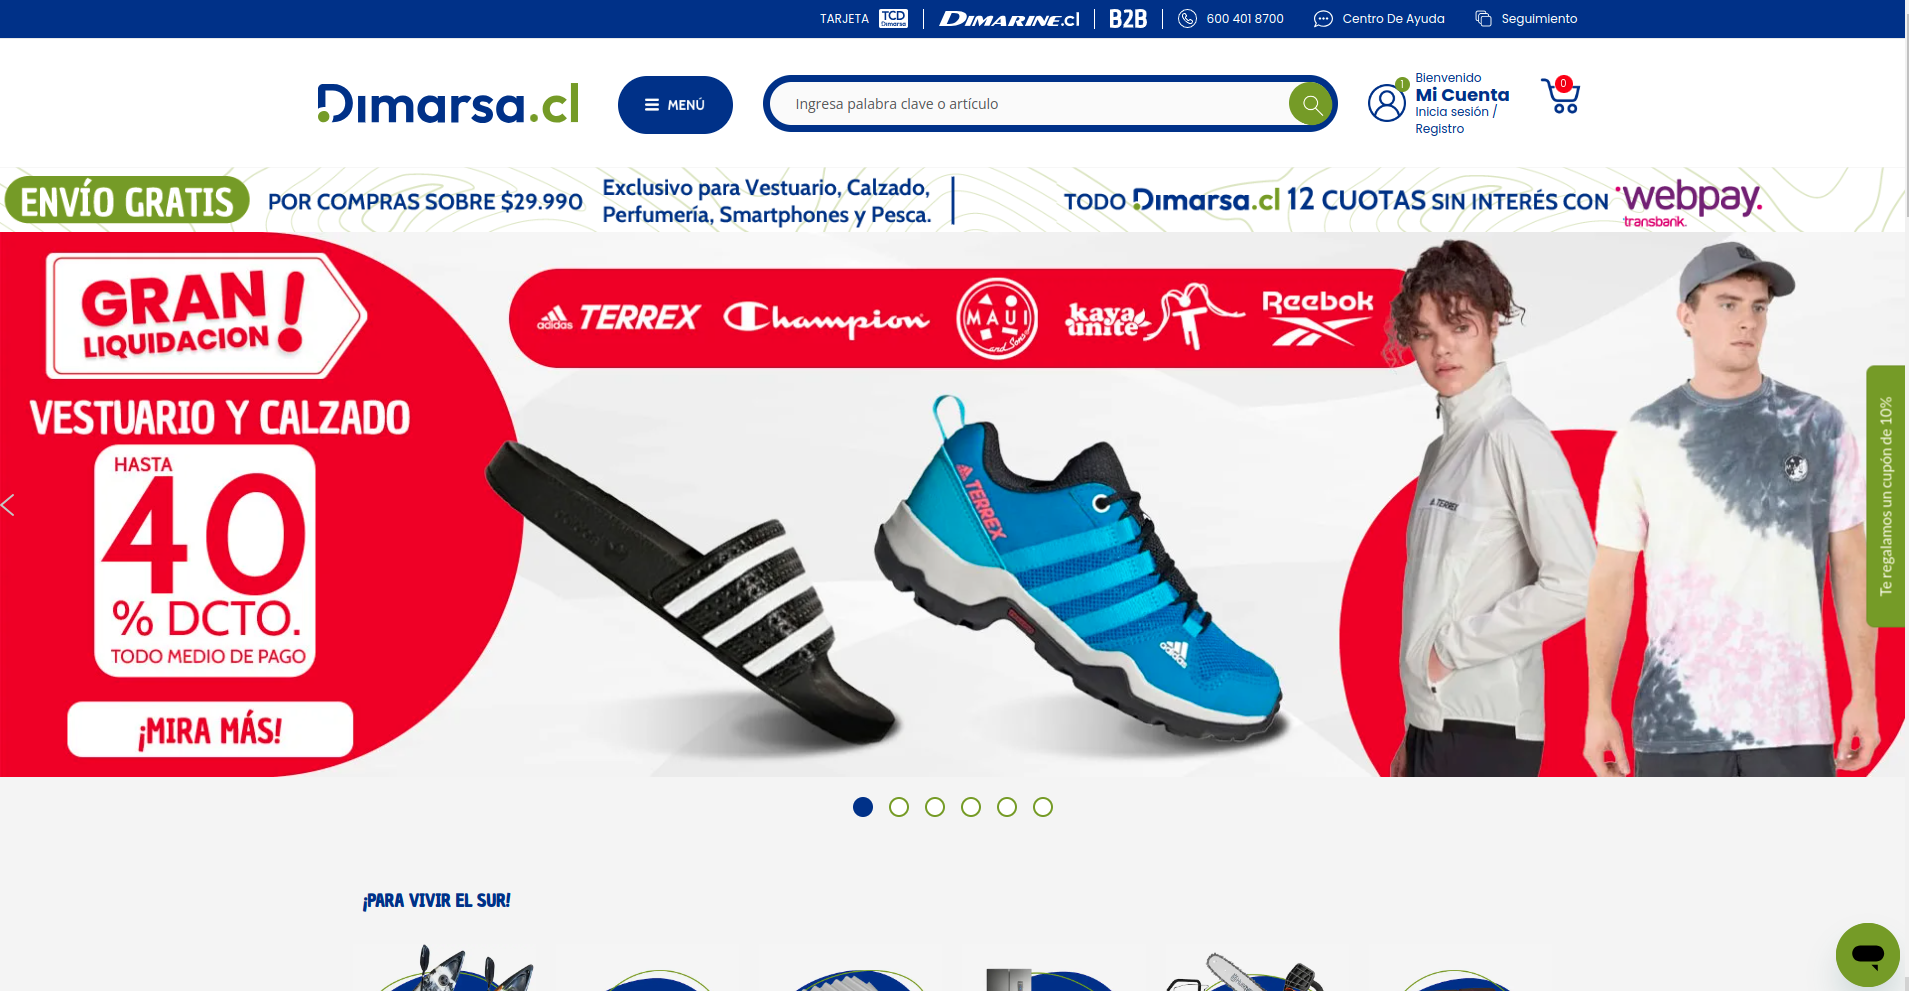 TARJETA TCD Dimarsa DIMARINE.cl B2B 600 401 8700 Centro De Ayuda Seguimiento
Dimarsa.cl
MENÚ
Ingresa palabra clave o artículo
1
Bienvenido
Mi Cuenta
Inicia sesión /
Registro
0
ENVÍO GRATIS
POR COMPRAS SOBRE $29.990
Exclusivo para Vestuario, Calzado,
Perfumería, Smartphones y Pesca.
TODO Dimarsa.cl 12 CUOTAS SIN INTERÉS CON webpay.
transbank.
GRAN!
LIQUIDACION
adidas TERREX
Champion
MAUI
and Sons
kaya
unite
Reebok
VESTUARIO Y CALZADO
HASTA
40
% DCTO.
TODO MEDIO DE PAGO
¡MIRA MÁS!
TERREX
adidas
TERREX
Te regalamos un cupón de 10%
¡PARA VIVIR EL SUR!